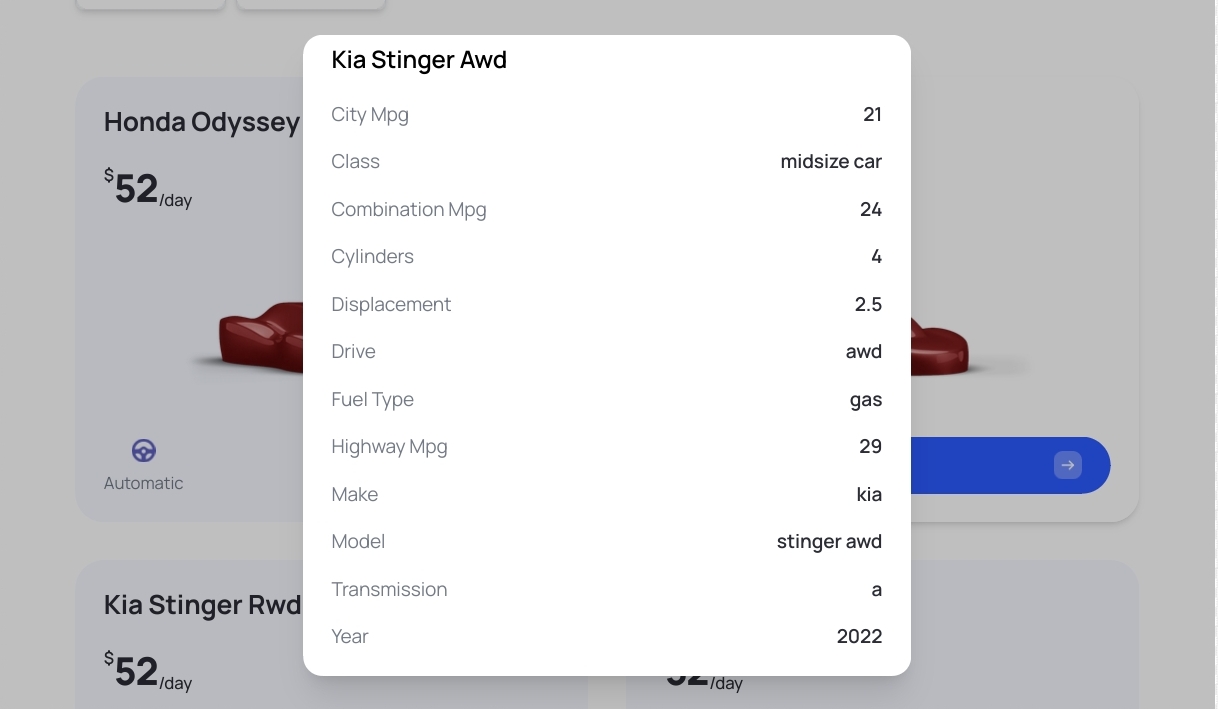 Kia Stinger Awd
City Mpg 21
Class midsize car
Combination Mpg 24
Cylinders 4
Displacement 2.5
Drive awd
Fuel Type gas
Highway Mpg 29
Make kia
Model stinger awd
Transmission a
Year 2022
Honda Odyssey
$52/day
Automatic
Kia Stinger Rwd
$52/day
52/day